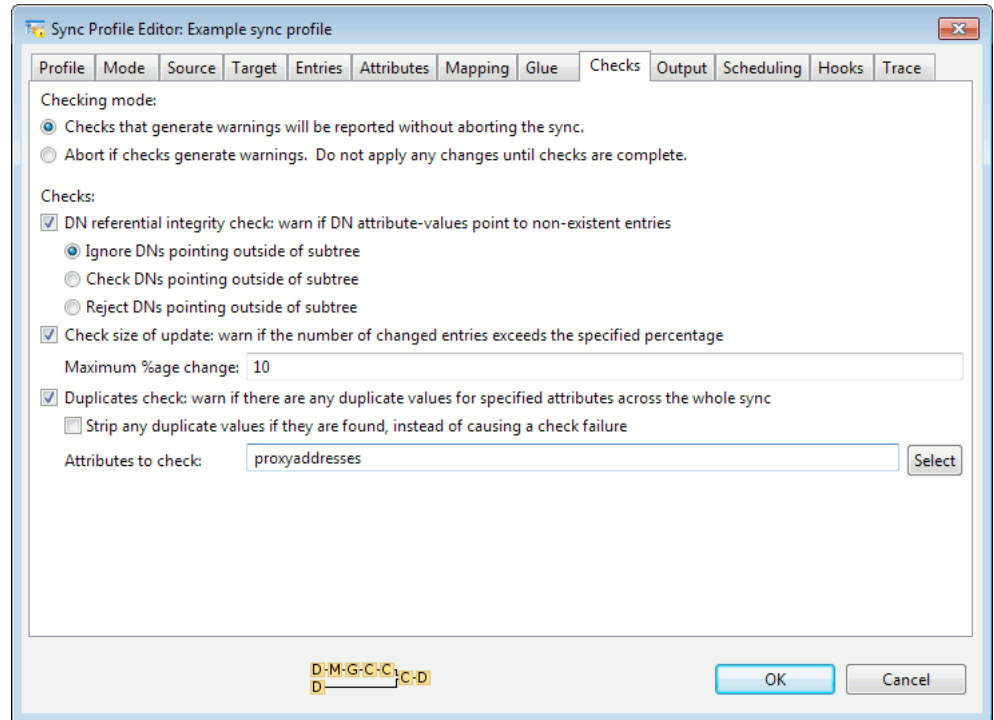 Sync Profile Editor: Example sync profile
Profile Mode Source Target Entries Attributes Mapping Glue Checks Output Scheduling Hooks Trace
Checking mode:
Checks that generate warnings will be reported without aborting the sync.
Abort if checks generate warnings.  Do not apply any changes until checks are complete.
Checks:
DN referential integrity check: warn if DN attribute-values point to non-existent entries
Ignore DNs pointing outside of subtree
Check DNs pointing outside of subtree
Reject DNs pointing outside of subtree
Check size of update: warn if the number of changed entries exceeds the specified percentage
Maximum %age change: 10
Duplicates check: warn if there are any duplicate values for specified attributes across the whole sync
Strip any duplicate values if they are found, instead of causing a check failure
Attributes to check: proxyaddresses Select
D-M-G-C-C
D
C-D
OK Cancel